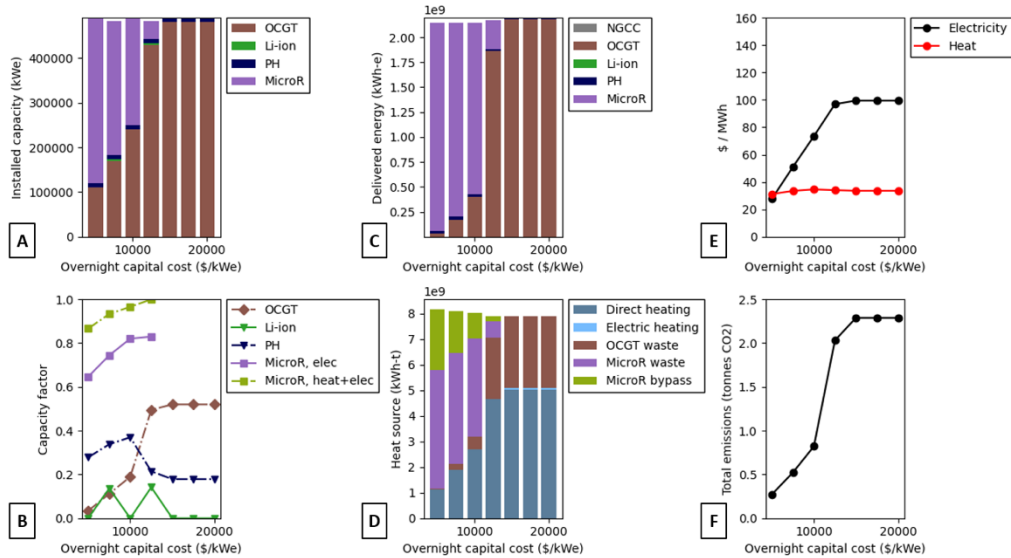 OCGT
Li-ion
PH
MicroR
Installed capacity (kWe)
400000
300000
200000
100000
0
10000 20000
Overnight capital cost ($/kWe)
A
1e9
NGCC
OCGT
Li-ion
PH
MicroR
Delivered energy (kWh-e)
2.00
1.75
1.50
1.25
1.00
0.75
0.50
0.25
10000 20000
Overnight capital cost ($/kWe)
C
Electricity
Heat
$ / MWh
160
140
120
100
80
60
40
20
0
10000 20000
Overnight capital cost ($/kWe)
E
OCGT
Li-ion
PH
MicroR, elec
MicroR, heat+elec
Capacity factor
1.0
0.8
0.6
0.4
0.2
0.0
10000 20000
Overnight capital cost ($/kWe)
B
1e9
Direct heating
Electric heating
OCGT waste
MicroR waste
MicroR bypass
Heat source (kWh-t)
8
7
6
5
4
3
2
1
0
10000 20000
Overnight capital cost ($/kWe)
D
Total emissions (tonnes CO2)
2.5
2.0
1.5
1.0
0.5
0.0
10000 20000
Overnight capital cost ($/kWe)
F